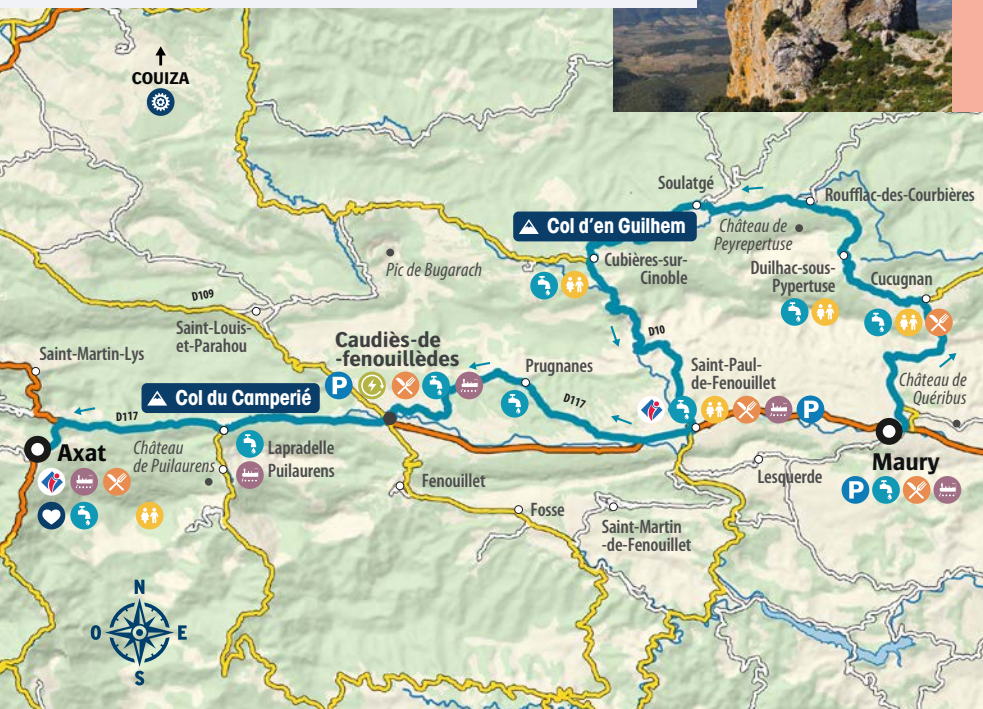 COUIZA
Soulatgé
Roufflac-des-Courbières
Col d'en Guilhem
Château de
Peyrepertuse
Cubières-sur-
Cinoble
Pic de Bugarach
Duilhac-sous-
Pypertuse
Cucugnan
D109
Saint-Louis-
et-Parahou
D10
Caudiès-de
-fenouillèdes
Saint-Martin-Lys
Prugnanes
Saint-Paul-
de-Fenouillet
Château de
Quéribus
P
Col du Camperié
D117
D117
P
Axat
Château
de Puilaurens
Lapradelle
Puilaurens
Maury
Lesquerde
Fenouillet
P
Fosse
Saint-Martin
-de-Fenouillet
N
O
E
S